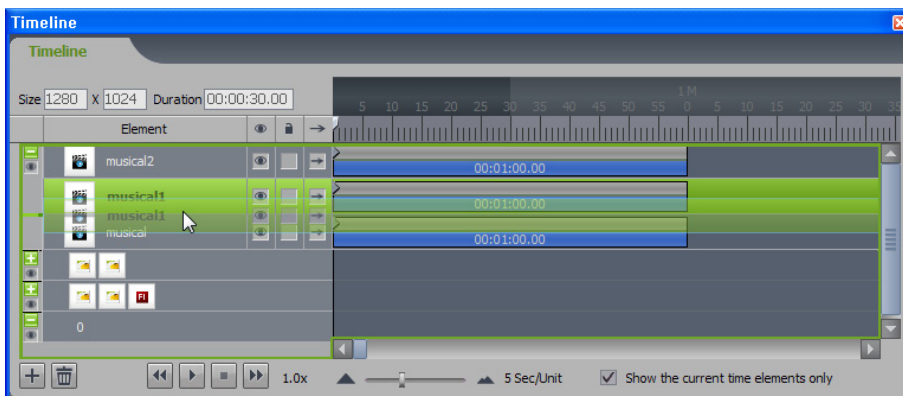 Timeline
Timeline
Size 1280 X 1024 Duration 00:00:30.00
1M
5 10 15 20 25 30 35 40 45 50 55 0 5 10 15 20 25 30 35
Element
musical2 00:01:00.00
musical1 00:01:00.00
musical1
musical 00:01:00.00
FI
0
1.0x 5 Sec/Unit Show the current time elements only